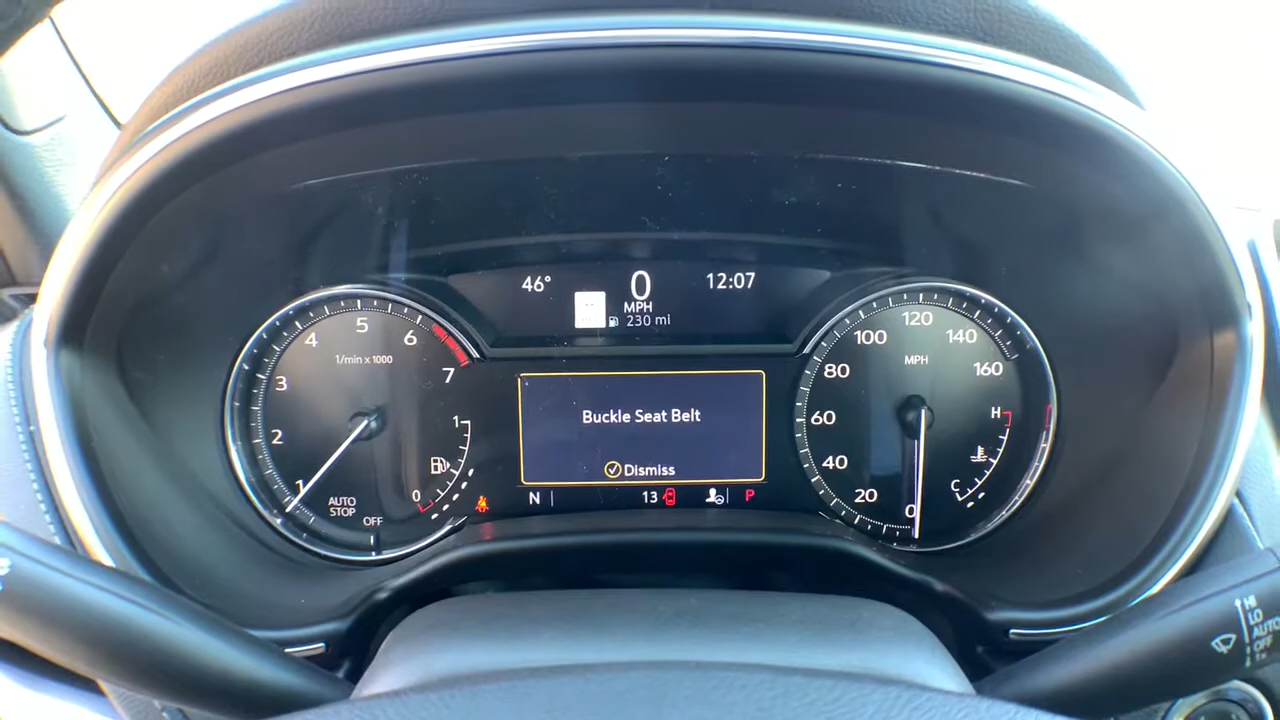 46°
0
12:07
MPH
230 mi
5
4
6
1/min x 1000
3
7
2
1
1
0
AUTO
STOP
OFF
Buckle Seat Belt
Dismiss
N
13
P
120
100
140
MPH
80
160
60
H
40
C
20
0
HI
LO
AUTO
OFF